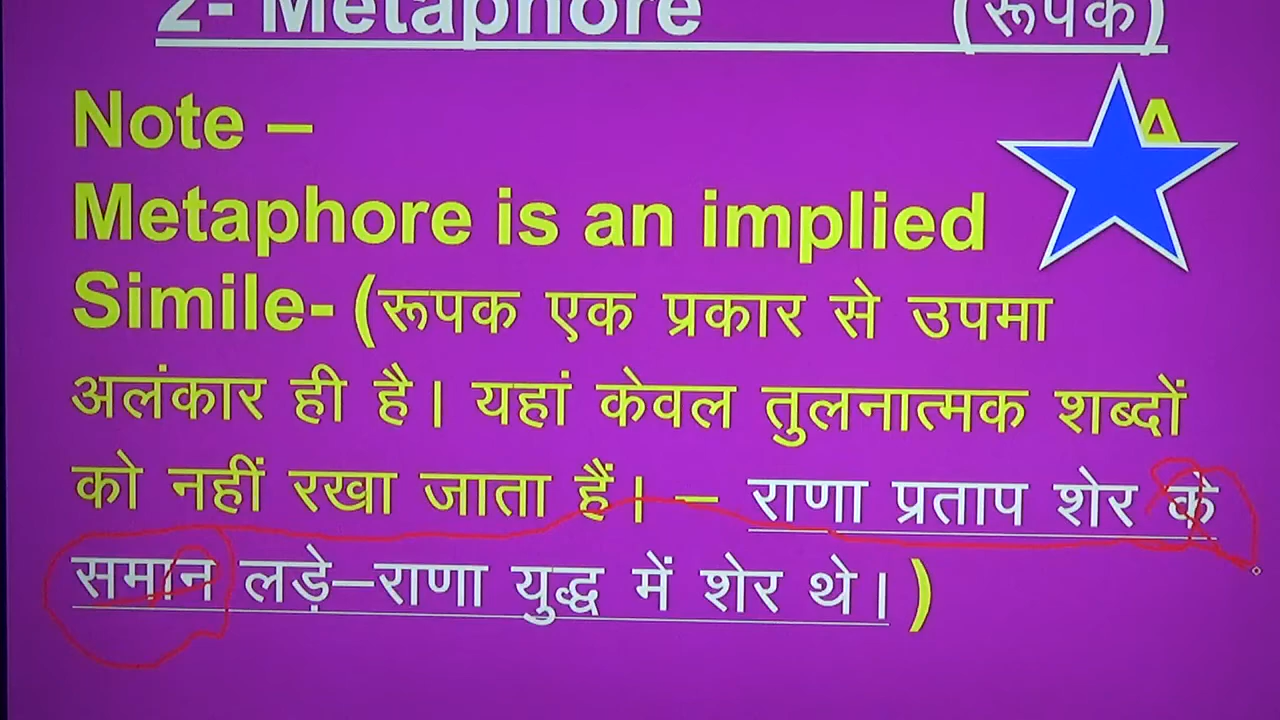 2- Metaphore (रूपक)
Note –
A
Metaphore is an implied
Simile- (रूपक एक प्रकार से उपमा
अलंकार ही है। यहां केवल तुलनात्मक शब्दों
को नहीं रखा जाता हैं। – राणा प्रताप शेर के
समान लड़े–राणा युद्ध में शेर थे।)